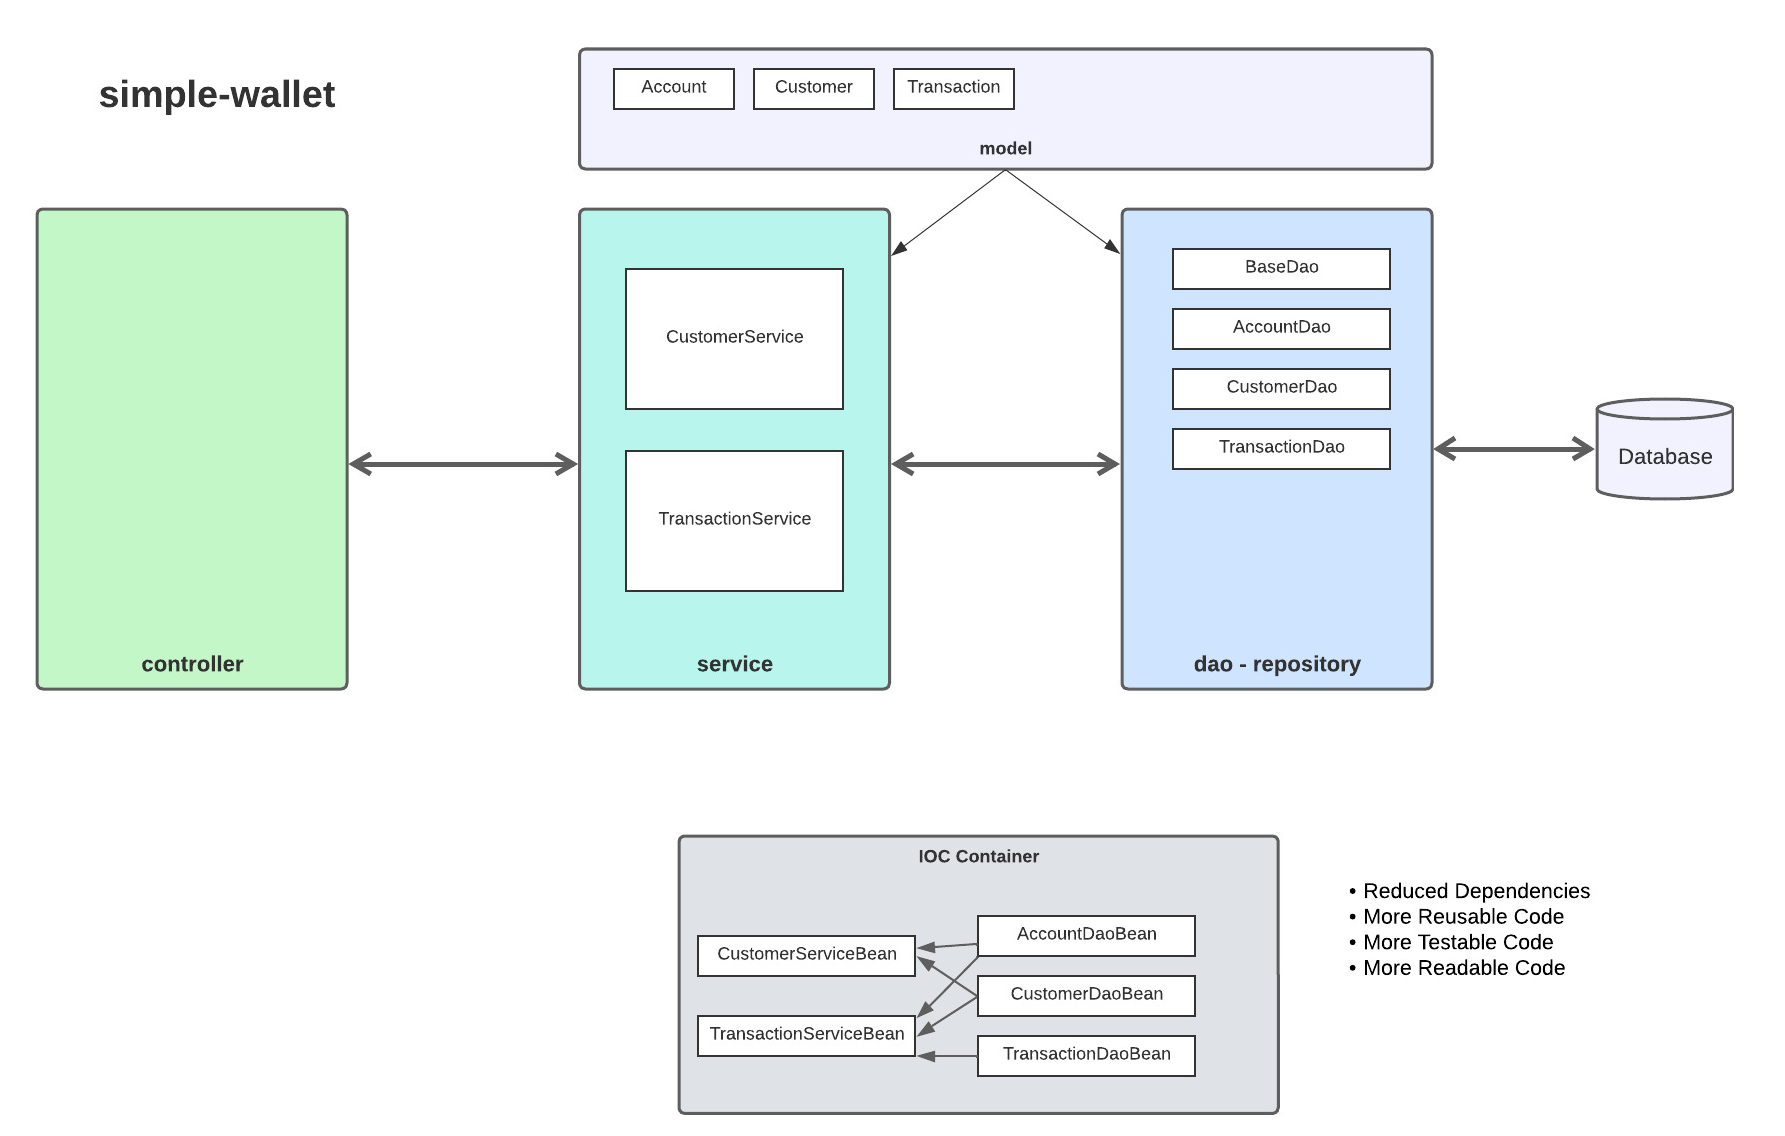 simple-wallet
Account
Customer
Transaction
model
CustomerService
TransactionService
BaseDao
AccountDao
CustomerDao
TransactionDao
Database
controller
service
dao - repository
IOC Container
CustomerServiceBean
TransactionServiceBean
AccountDaoBean
CustomerDaoBean
TransactionDaoBean
• Reduced Dependencies
• More Reusable Code
• More Testable Code
• More Readable Code